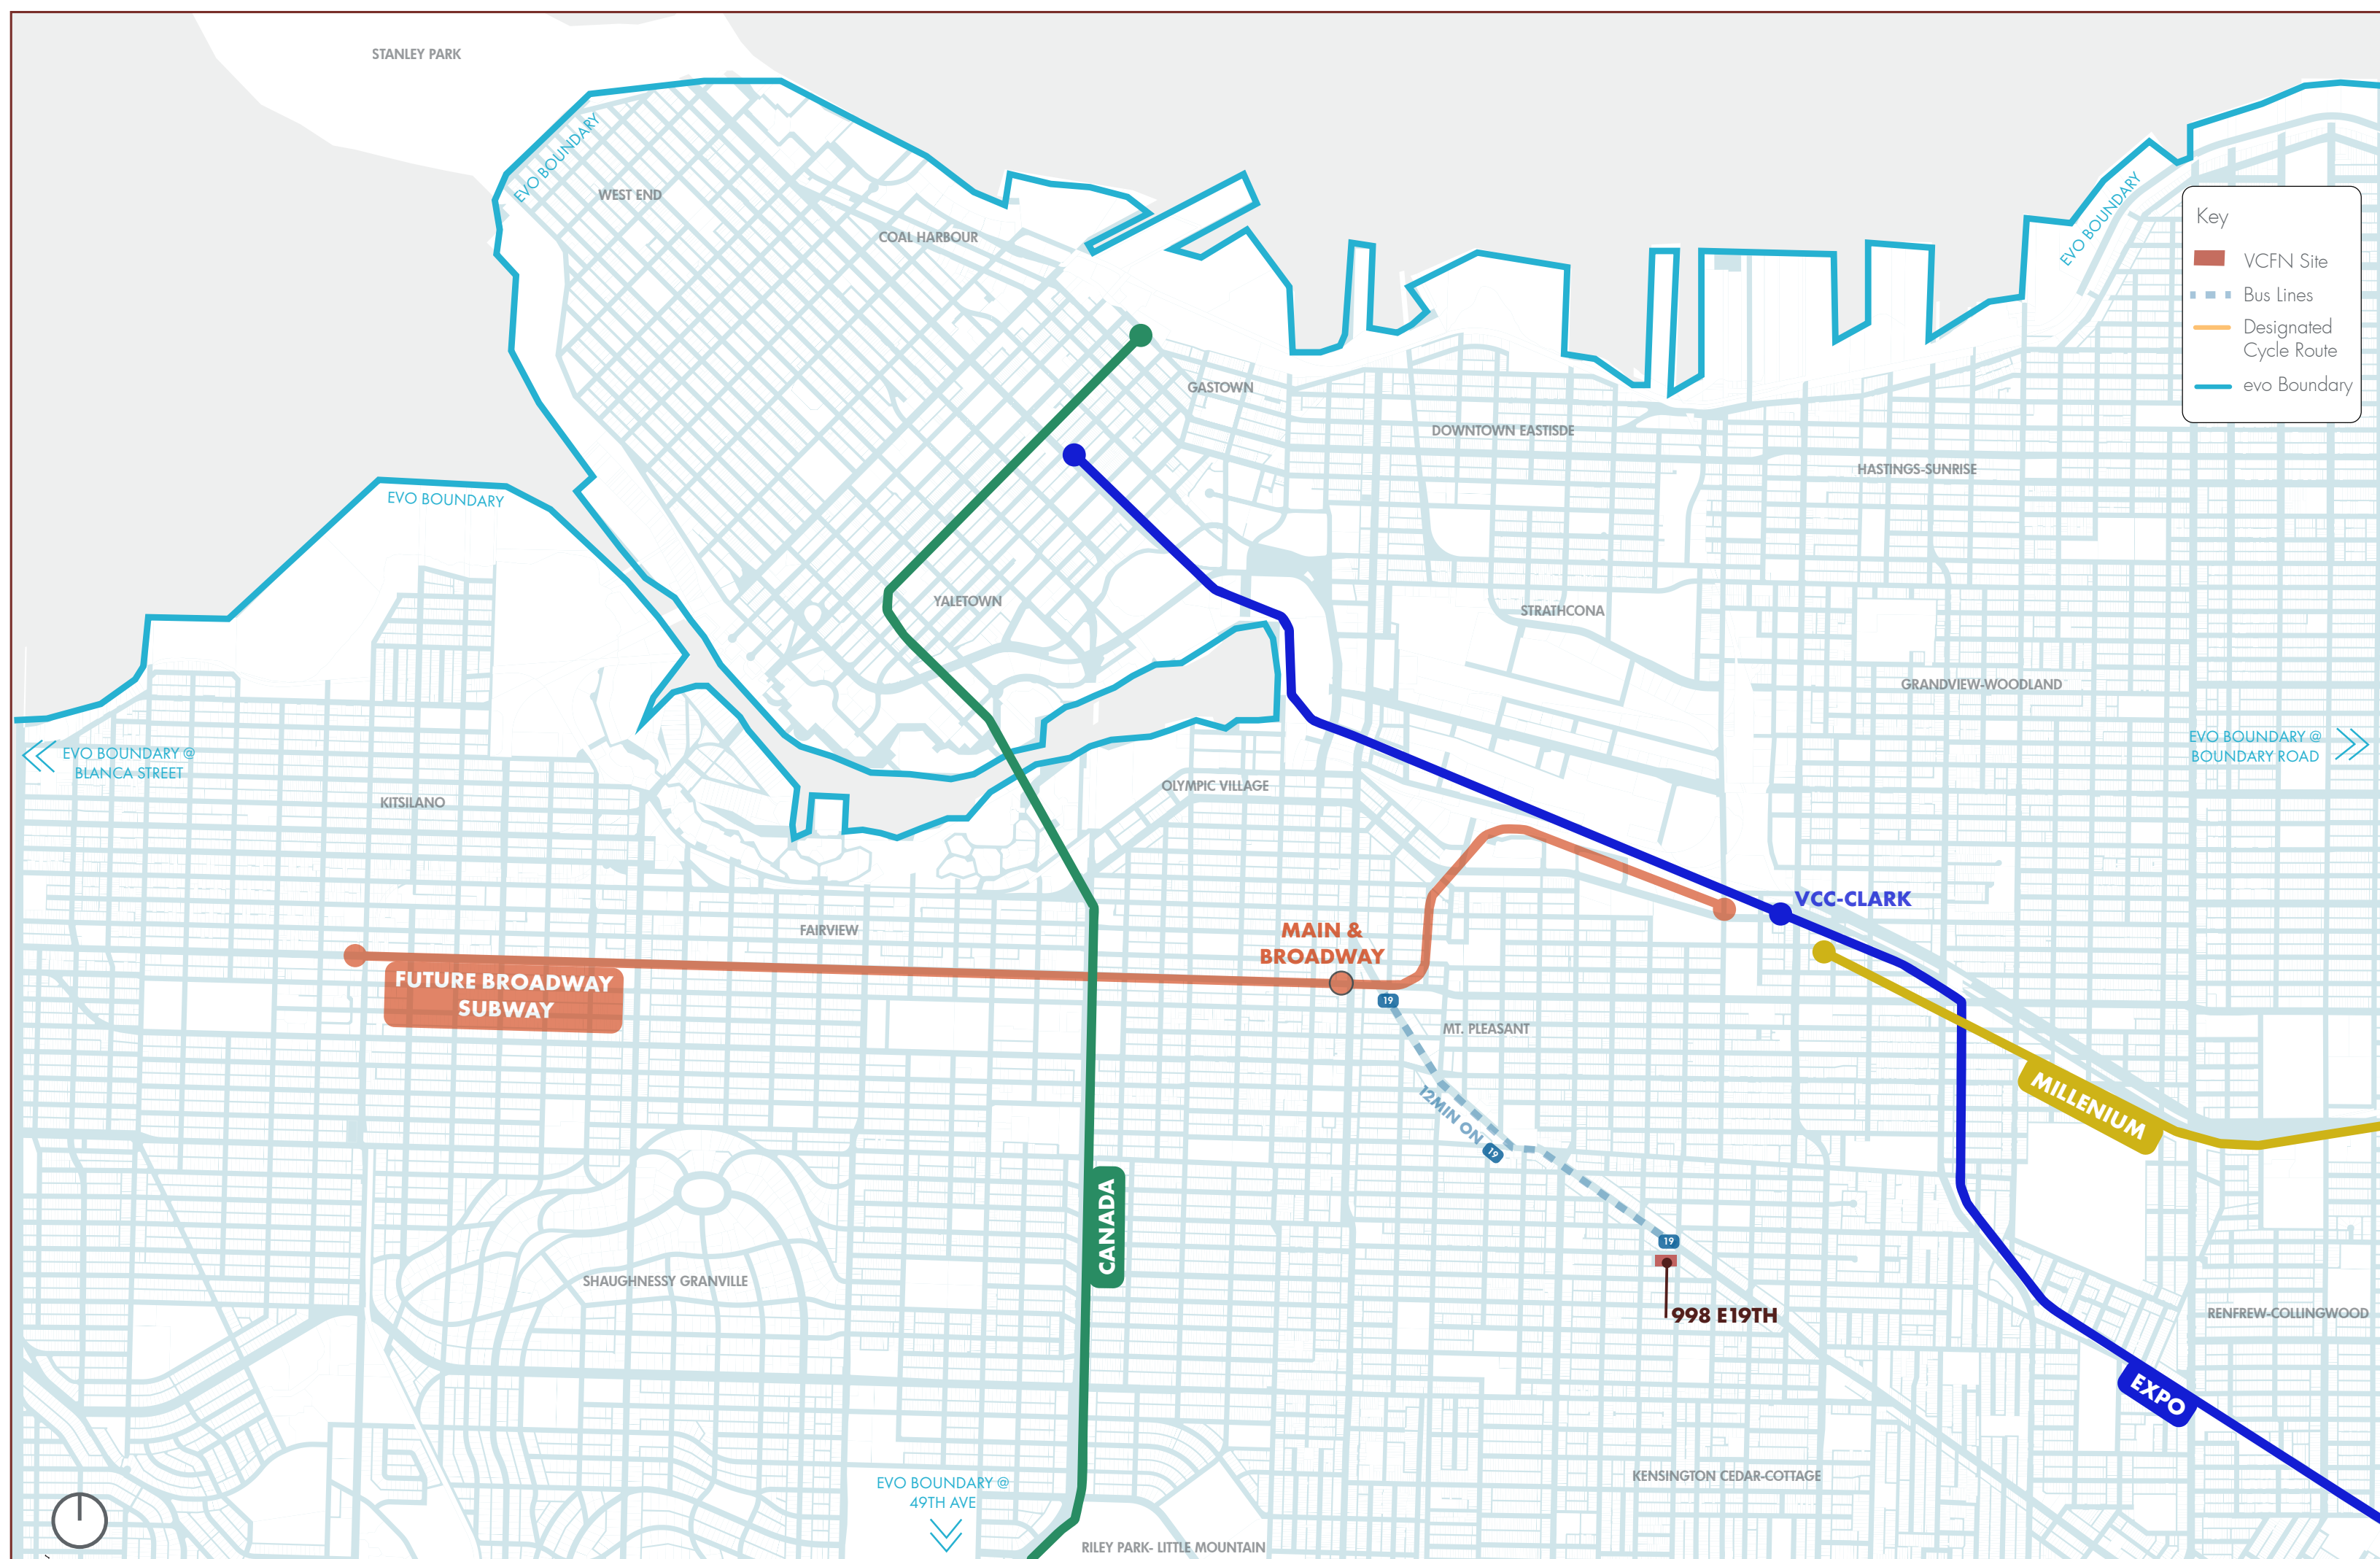 STANLEY PARK
EVO BOUNDARY
WEST END
COAL HARBOUR
EVO BOUNDARY
Key
VCFN Site
Bus Lines
Designated
Cycle Route
evo Boundary
GASTOWN
DOWNTOWN EASTISDE
HASTINGS-SUNRISE
EVO BOUNDARY
YALETOWN
STRATHCONA
GRANDVIEW-WOODLAND
EVO BOUNDARY @
BLANCA STREET
EVO BOUNDARY @
BOUNDARY ROAD
KITSILANO
OLYMPIC VILLAGE
VCC-CLARK
FAIRVIEW
MAIN &
BROADWAY
FUTURE BROADWAY
SUBWAY
19
MT. PLEASANT
12MIN ON 19
MILLENIUM
CANADA
19
SHAUGHNESSY GRANVILLE
998 E19TH
RENFREW-COLLINGWOOD
EXPO
KENSINGTON CEDAR-COTTAGE
EVO BOUNDARY @
49TH AVE
RILEY PARK- LITTLE MOUNTAIN